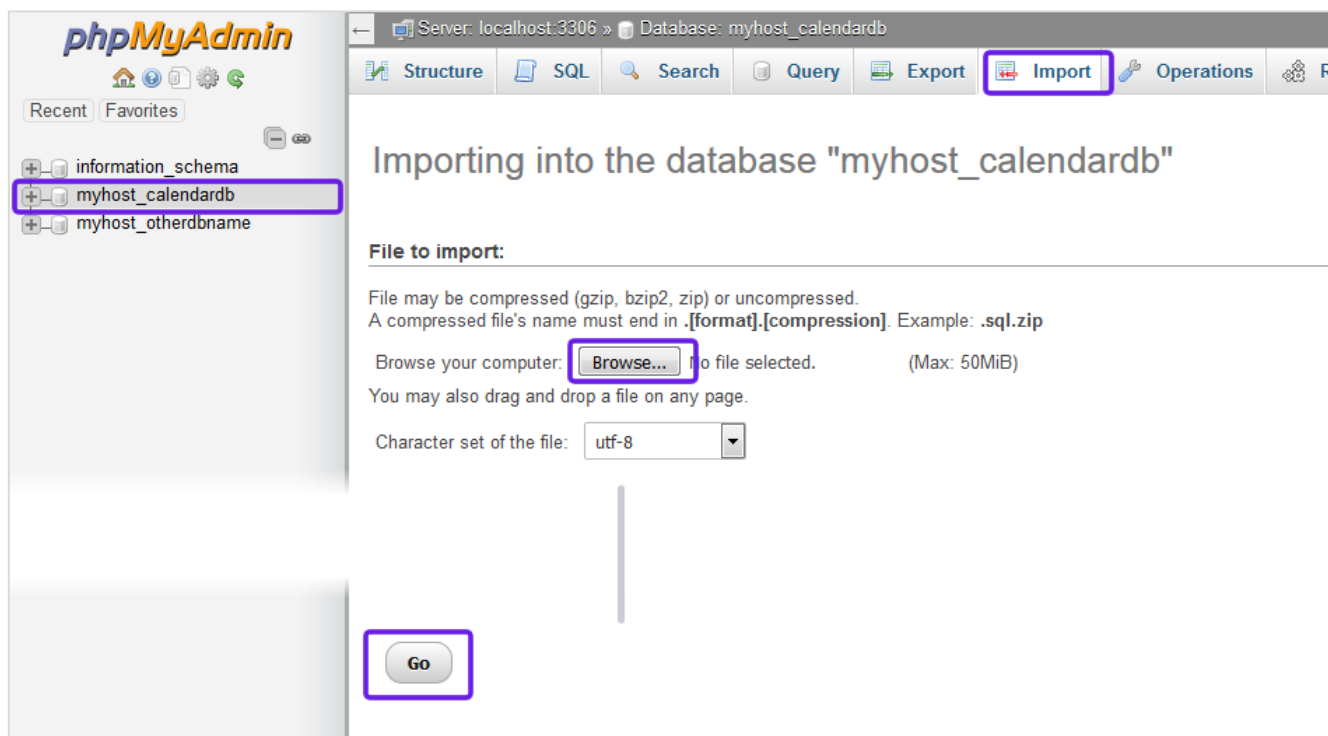 phpMyAdmin
Recent Favorites
information_schema
myhost_calendardb
myhost_otherdbname
Server: localhost:3306 » Database: myhost_calendardb
Structure SQL Search Query Export Import Operations
Importing into the database "myhost_calendardb"
File to import:
File may be compressed (gzip, bzip2, zip) or uncompressed.
A compressed file's name must end in .[format].[compression]. Example: .sql.zip
Browse your computer: Browse... No file selected. (Max: 50MiB)
You may also drag and drop a file on any page.
Character set of the file: utf-8
Go